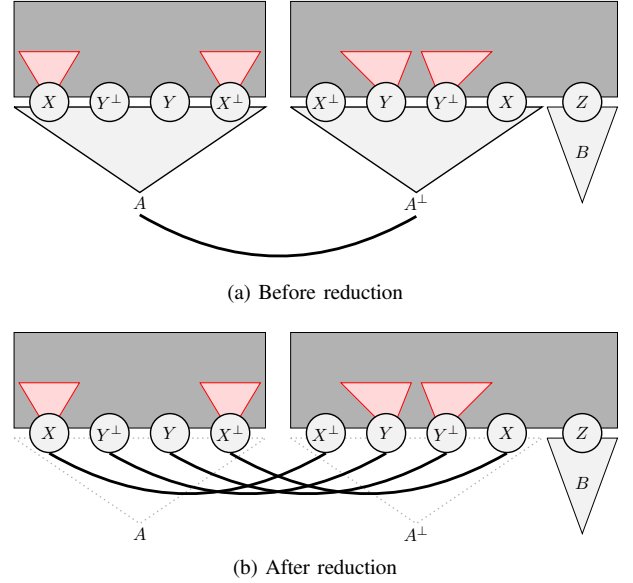 X Y⊥ Y X⊥ X⊥ Y Y⊥ X Z
B
A A⊥
(a) Before reduction
X Y⊥ Y X⊥ X⊥ Y Y⊥ X Z
B
A A⊥
(b) After reduction